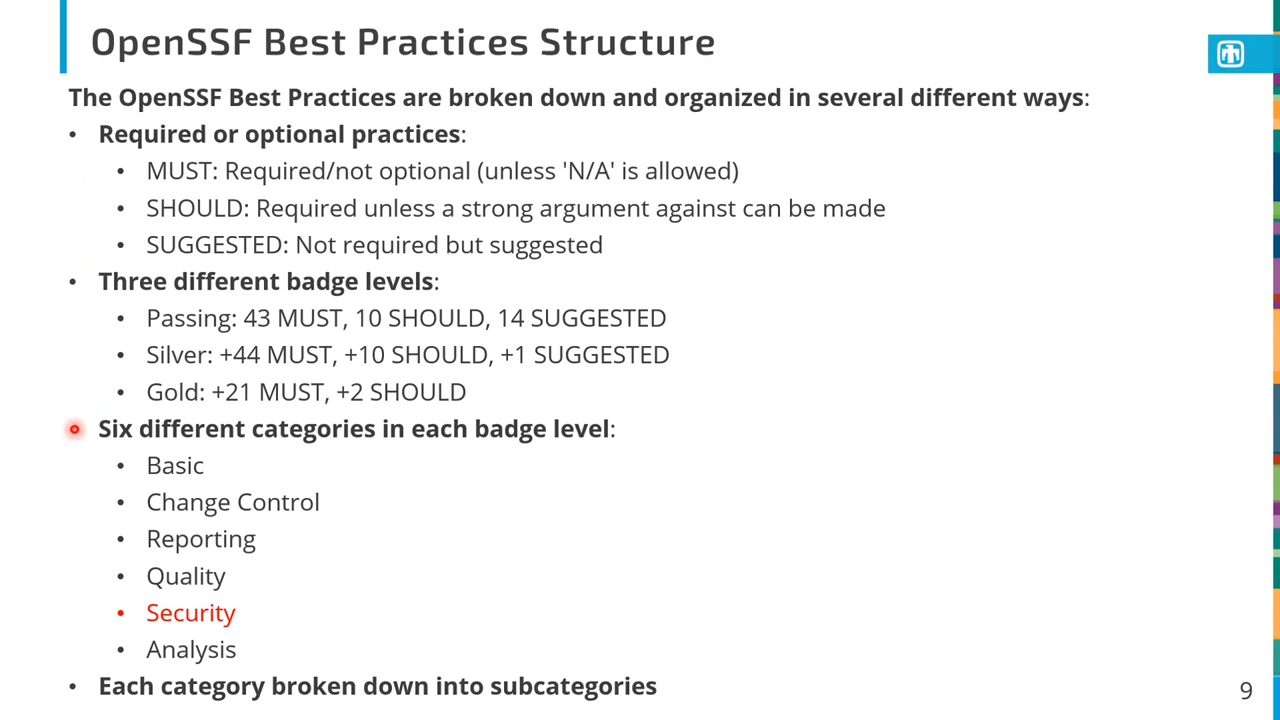 OpenSSF Best Practices Structure
The OpenSSF Best Practices are broken down and organized in several different ways:
• Required or optional practices:
• MUST: Required/not optional (unless 'N/A' is allowed)
• SHOULD: Required unless a strong argument against can be made
• SUGGESTED: Not required but suggested
• Three different badge levels:
• Passing: 43 MUST, 10 SHOULD, 14 SUGGESTED
• Silver: +44 MUST, +10 SHOULD, +1 SUGGESTED
• Gold: +21 MUST, +2 SHOULD
Six different categories in each badge level:
• Basic
• Change Control
• Reporting
• Quality
• Security
• Analysis
• Each category broken down into subcategories
9